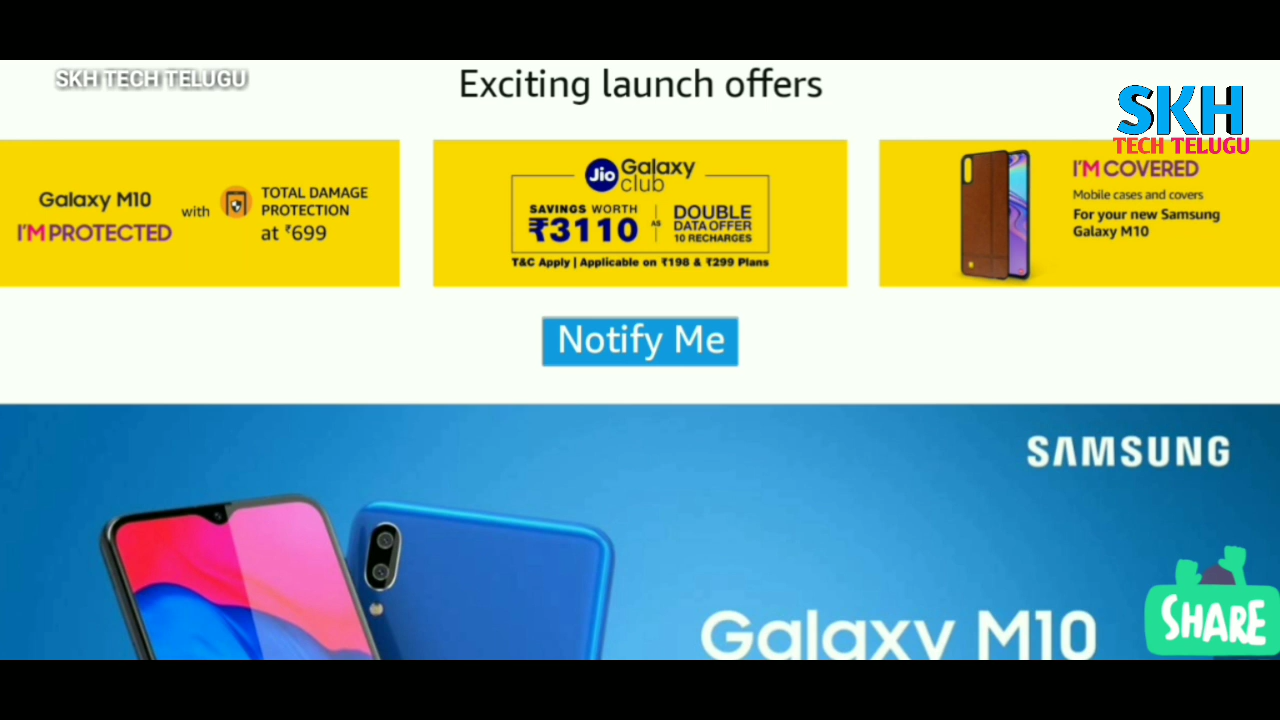 SKH TECH TELUGU
Exciting launch offers
SKH
TECH TELUGU
Galaxy M10
I'M PROTECTED
with
TOTAL DAMAGE
PROTECTION
at ₹699
Jio Galaxy
club
SAVINGS WORTH
₹3110
AS
DOUBLE
DATA OFFER
10 RECHARGES
T&C Apply | Applicable on ₹198 & ₹299 Plans
I'M COVERED
Mobile cases and covers
For your new Samsung
Galaxy M10
Notify Me
SAMSUNG
Galaxy M10
SHARE